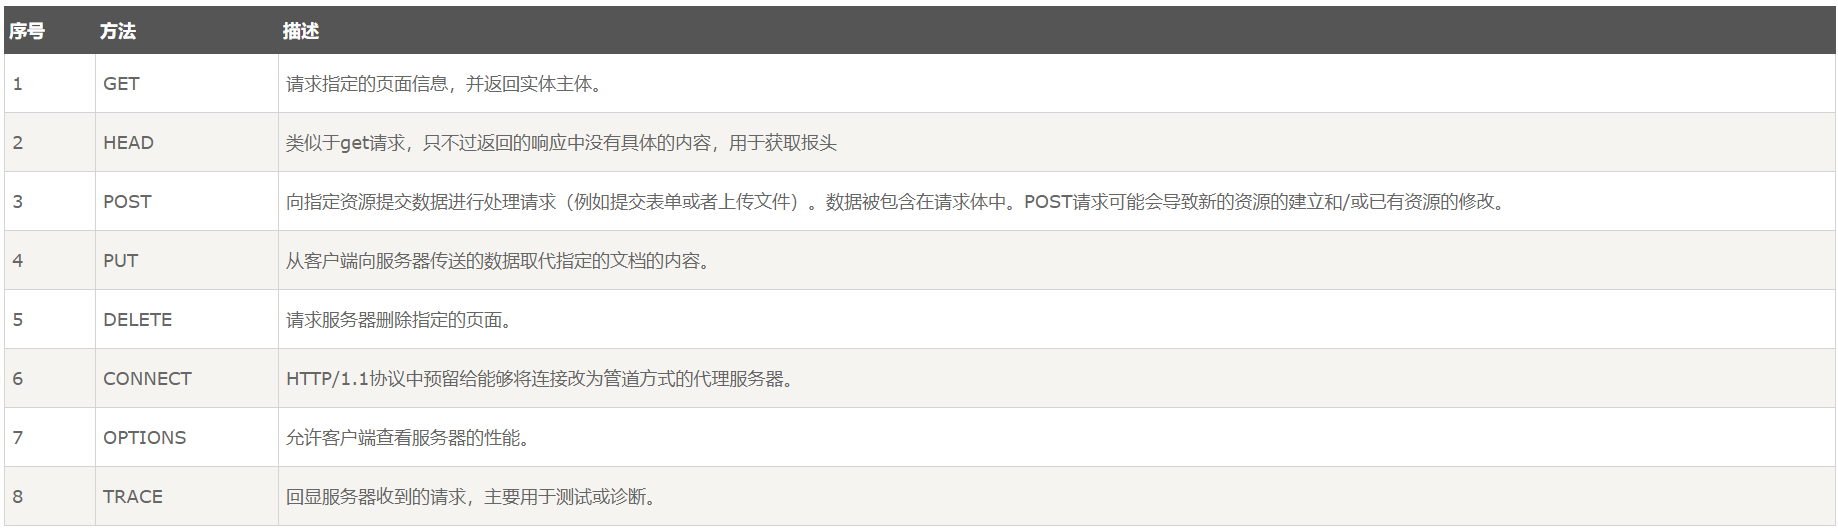 序号 方法 描述
1 GET 请求指定的页面信息，并返回实体主体。
2 HEAD 类似于get请求，只不过返回的响应中没有具体的内容，用于获取报头
3 POST 向指定资源提交数据进行处理请求（例如提交表单或者上传文件）。数据被包含在请求体中。POST请求可能会导致新的资源的建立和/或已有资源的修改。
4 PUT 从客户端向服务器传送的数据取代指定的文档的内容。
5 DELETE 请求服务器删除指定的页面。
6 CONNECT HTTP/1.1协议中预留给能够将连接改为管道方式的代理服务器。
7 OPTIONS 允许客户端查看服务器的性能。
8 TRACE 回显服务器收到的请求，主要用于测试或诊断。